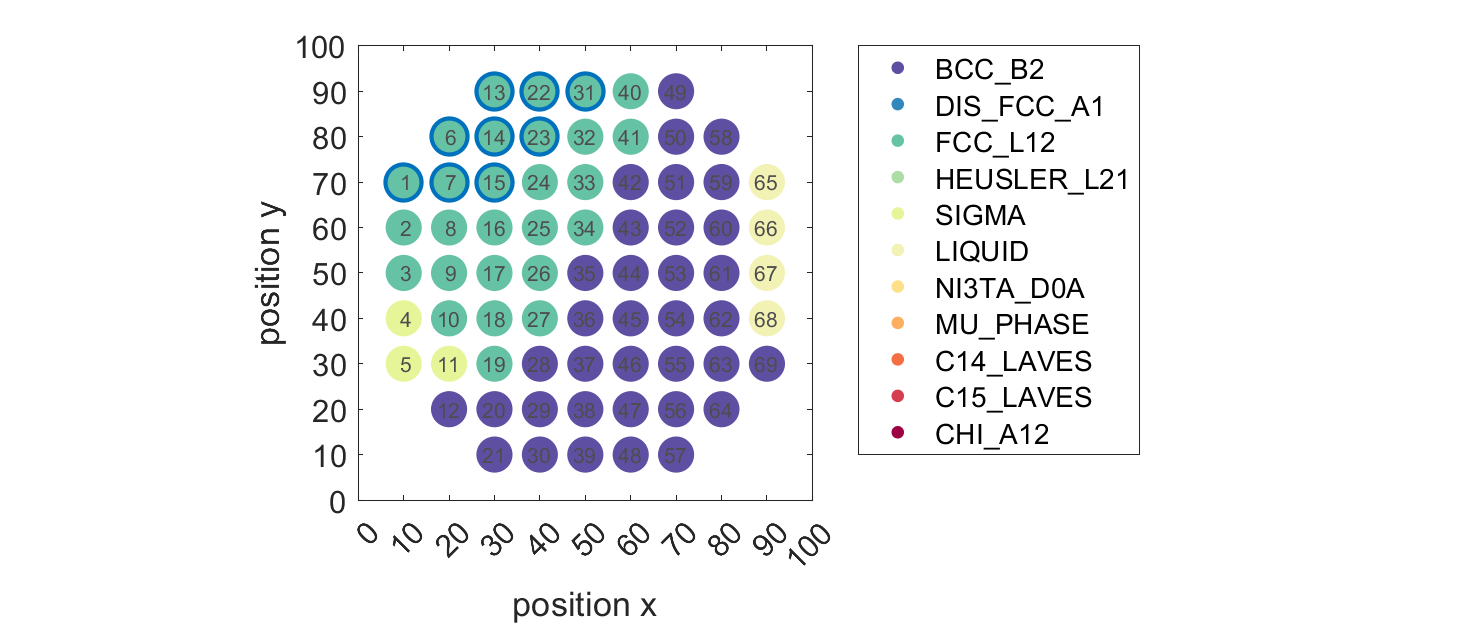 100
90
80
70
60
50
40
30
20
10
0
13 22 31 40 49
6 14 23 32 41 50 58
1 7 15 24 33 42 51 59 65
2 8 16 25 34 43 52 60 66
3 9 17 26 35 44 53 61 67
4 10 18 27 36 45 54 62 68
5 11 19 28 37 46 55 63 69
12 20 29 38 47 56 64
21 30 39 48 57
0 10 20 30 40 50 60 70 80 90 100
position x
position y
BCC_B2
DIS_FCC_A1
FCC_L12
HEUSLER_L21
SIGMA
LIQUID
NI3TA_D0A
MU_PHASE
C14_LAVES
C15_LAVES
CHI_A12